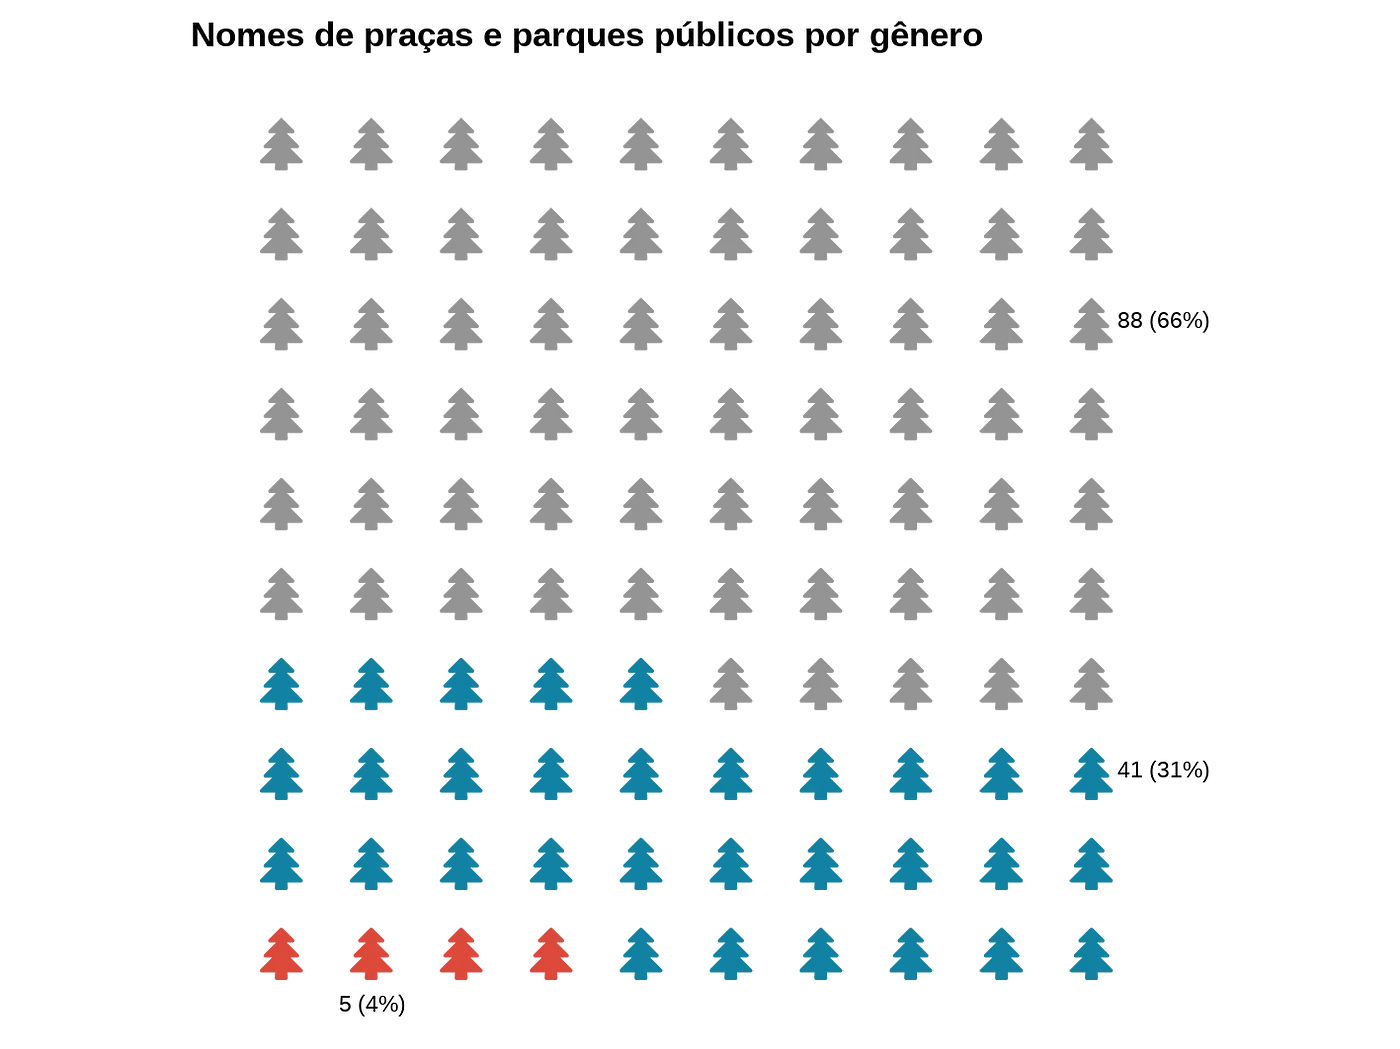 Nomes de praças e parques públicos por gênero
88 (66%)
41 (31%)
5 (4%)